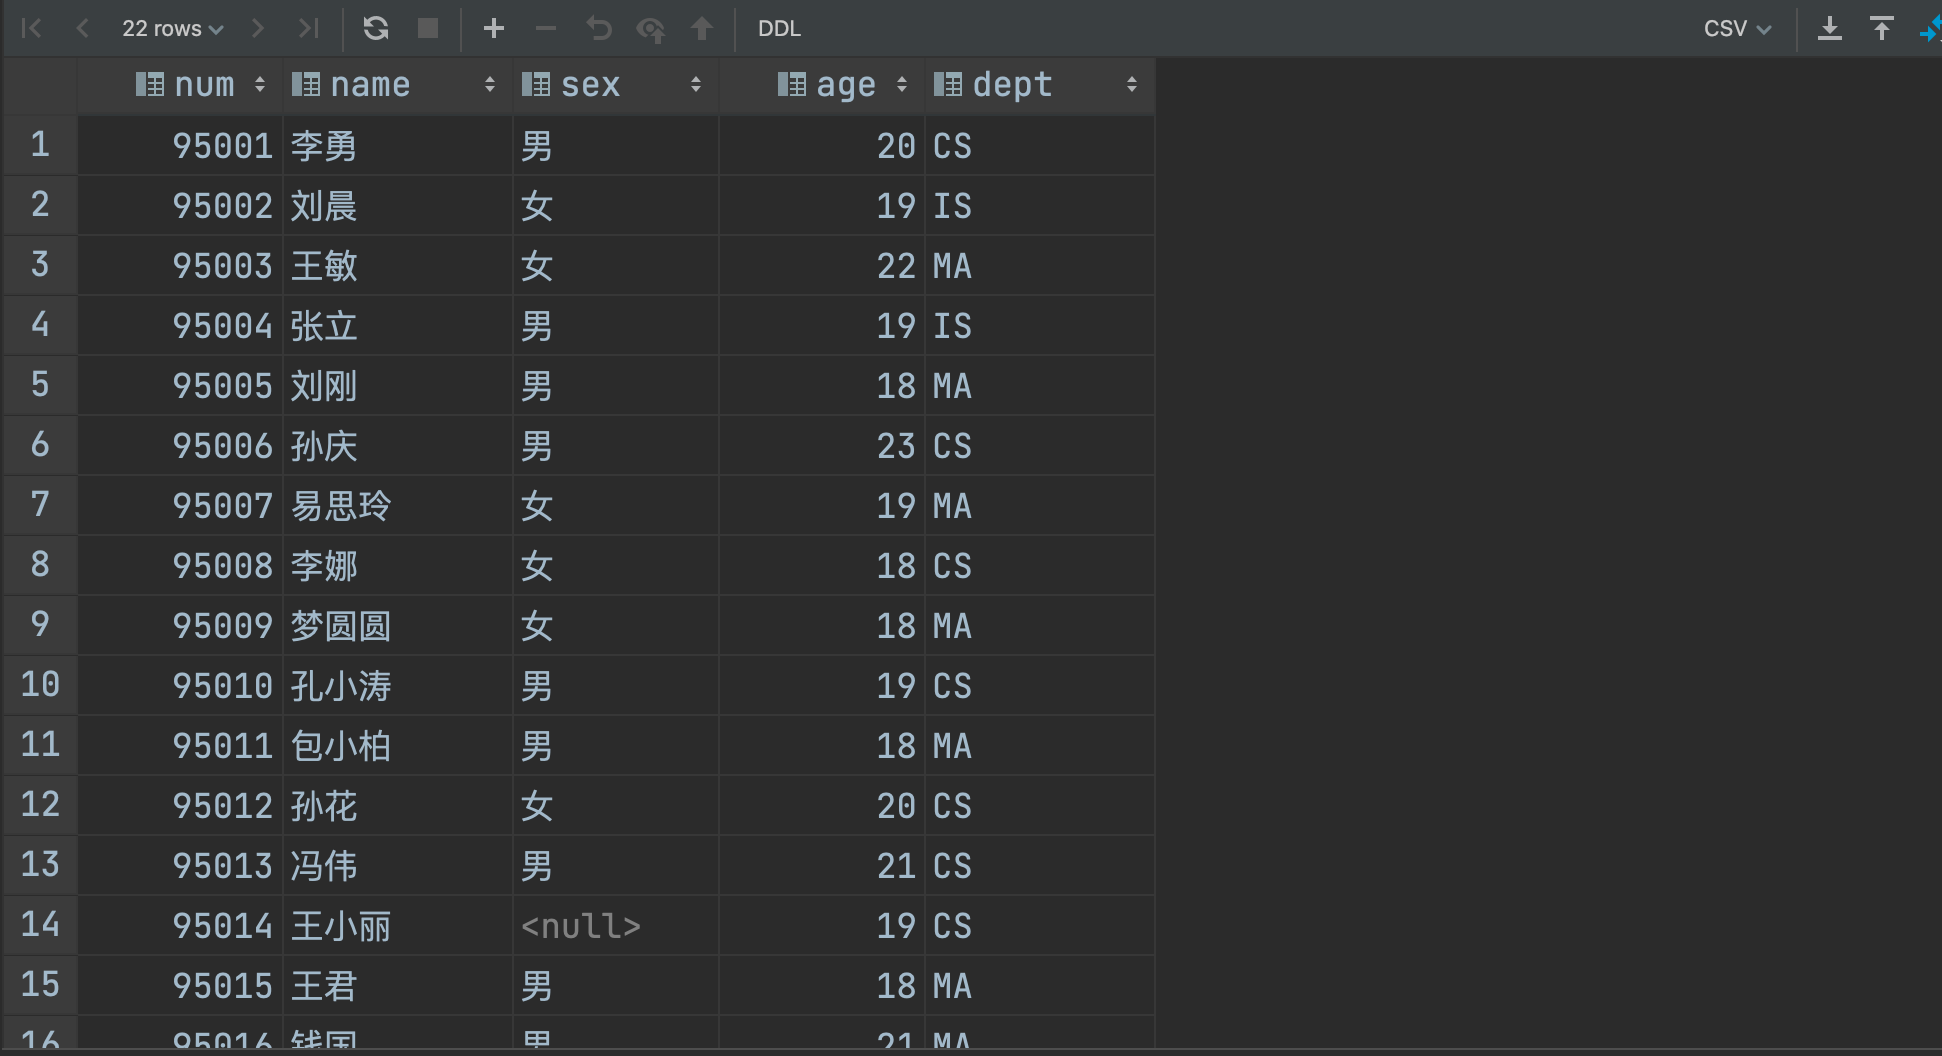 22 rows DDL CSV
num name sex age dept
1 95001 李勇 男 20 CS
2 95002 刘晨 女 19 IS
3 95003 王敏 女 22 MA
4 95004 张立 男 19 IS
5 95005 刘刚 男 18 MA
6 95006 孙庆 男 23 CS
7 95007 易思玲 女 19 MA
8 95008 李娜 女 18 CS
9 95009 梦圆圆 女 18 MA
10 95010 孔小涛 男 19 CS
11 95011 包小柏 男 18 MA
12 95012 孙花 女 20 CS
13 95013 冯伟 男 21 CS
14 95014 王小丽 <null> 19 CS
15 95015 王君 男 18 MA
16 95016 钱国 男 21 MA